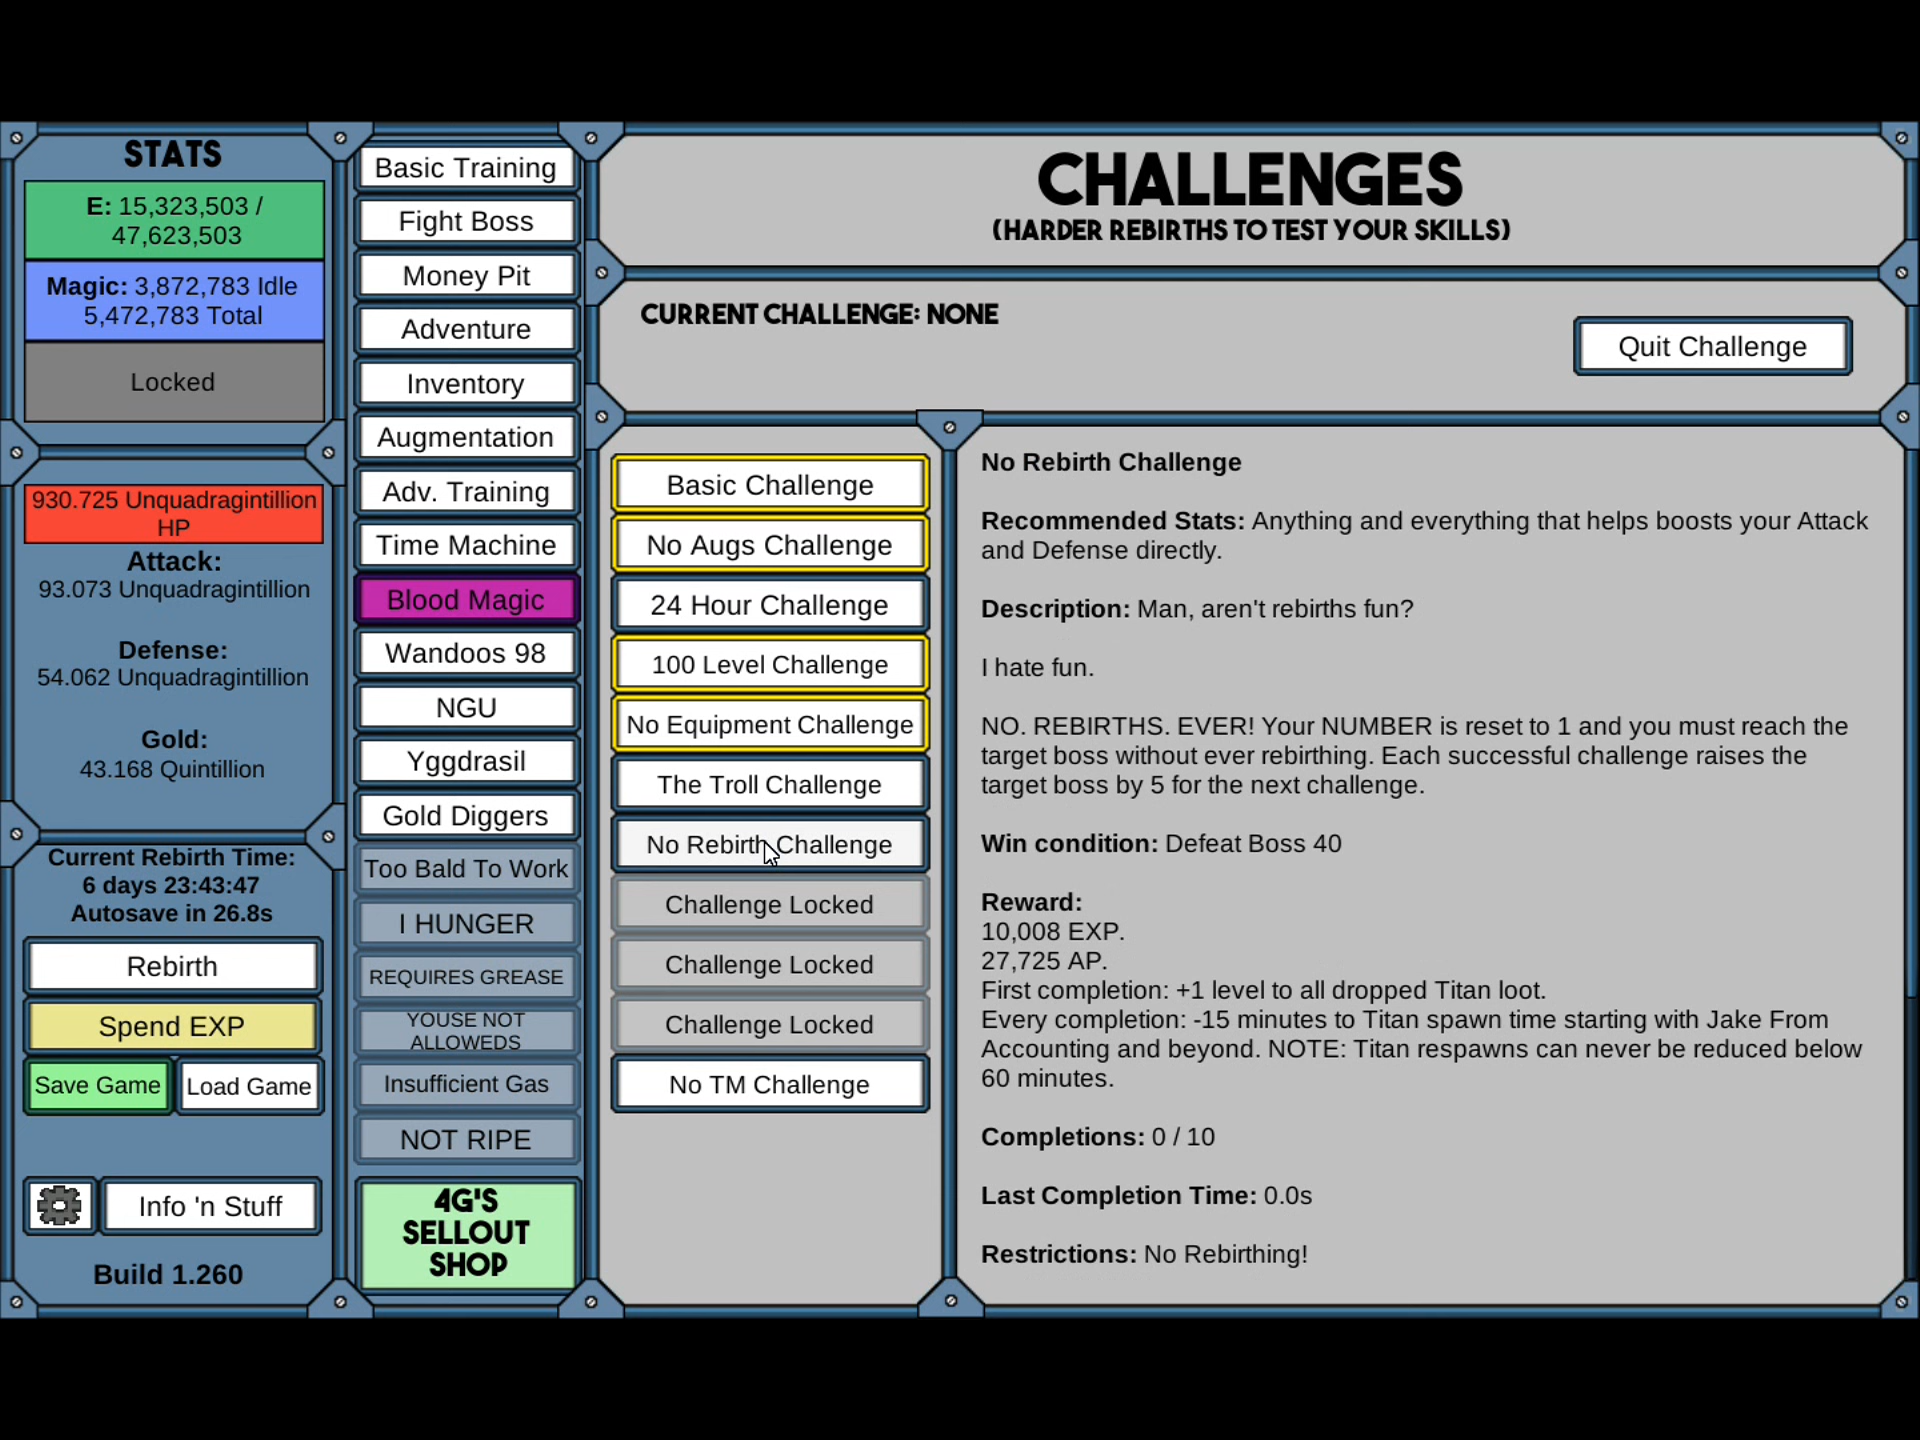 STATS
E: 15,323,503 /
47,623,503
Magic: 3,872,783 Idle
5,472,783 Total
Locked
930.725 Unquadragintillion
HP
Attack:
93.073 Unquadragintillion
Defense:
54.062 Unquadragintillion
Gold:
43.168 Quintillion
Current Rebirth Time:
6 days 23:43:47
Autosave in 26.8s
Rebirth
Spend EXP
Save Game
Load Game
Info 'n Stuff
Build 1.260
Basic Training
Fight Boss
Money Pit
Adventure
Inventory
Augmentation
Adv. Training
Time Machine
Blood Magic
Wandoos 98
NGU
Yggdrasil
Gold Diggers
Too Bald To Work
I HUNGER
REQUIRES GREASE
YOUSE NOT
ALLOWEDS
Insufficient Gas
NOT RIPE
4G'S
SELLOUT
SHOP
CHALLENGES
(HARDER REBIRTHS TO TEST YOUR SKILLS)
CURRENT CHALLENGE: NONE
Quit Challenge
Basic Challenge
No Augs Challenge
24 Hour Challenge
100 Level Challenge
No Equipment Challenge
The Troll Challenge
No Rebirth Challenge
Challenge Locked
Challenge Locked
Challenge Locked
No TM Challenge
No Rebirth Challenge
Recommended Stats: Anything and everything that helps boosts your Attack
and Defense directly.
Description: Man, aren't rebirths fun?
I hate fun.
NO. REBIRTHS. EVER! Your NUMBER is reset to 1 and you must reach the
target boss without ever rebirthing. Each successful challenge raises the
target boss by 5 for the next challenge.
Win condition: Defeat Boss 40
Reward:
10,008 EXP.
27,725 AP.
First completion: +1 level to all dropped Titan loot.
Every completion: -15 minutes to Titan spawn time starting with Jake From
Accounting and beyond. NOTE: Titan respawns can never be reduced below
60 minutes.
Completions: 0 / 10
Last Completion Time: 0.0s
Restrictions: No Rebirthing!